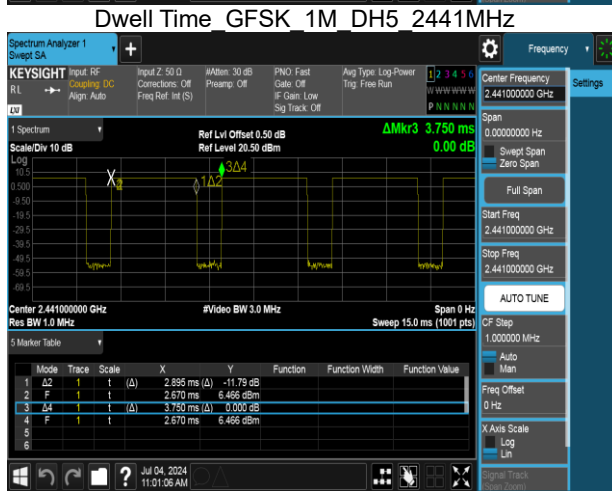 Dwell Time_GFSK_1M_DH5_2441MHz
Spectrum Analyzer 1
Swept SA
Frequency
KEYSIGHT Input: RF Input Z: 50 Ω #Atten: 30 dB PNO: Fast Avg Type: Log-Power 1 2 3 4 5 6
RL Coupling: DC Corrections: Off Preamp: Off Gate: Off Trig: Free Run W W W W W W
Align: Auto Freq Ref: Int (S) IF Gain: Low
Sig Track: Off P N N N N N
LXI
Center Frequency
2.441000000 GHz
Settings
1 Spectrum
Ref Lvl Offset 0.50 dB ΔMkr3 3.750 ms
Scale/Div 10 dB Ref Level 20.50 dBm 0.00 dB
Log
10.5
0.500
-9.50
-19.5
-29.5
-39.5
-49.5
-59.5
-69.5
X
1Δ2
3Δ4
Center 2.441000000 GHz #Video BW 3.0 MHz Span 0 Hz
Res BW 1.0 MHz Sweep 15.0 ms (1001 pts)
Span
0.00000000 Hz
Swept Span
Zero Span
Full Span
Start Freq
2.441000000 GHz
Stop Freq
2.441000000 GHz
AUTO TUNE
CF Step
1.000000 MHz
Auto
Man
Freq Offset
0 Hz
X Axis Scale
Log
Lin
Signal Track
(Span Zoom)
5 Marker Table
Mode Trace Scale X Y Function Function Width Function Value
1 Δ2 1 t (Δ) 2.895 ms (Δ) -11.79 dB
2 F 1 t 2.670 ms 6.466 dBm
3 Δ4 1 t (Δ) 3.750 ms (Δ) 0.000 dB
4 F 1 t 2.670 ms 6.466 dBm
5
6
? Jul 04, 2024
11:01:06 AM